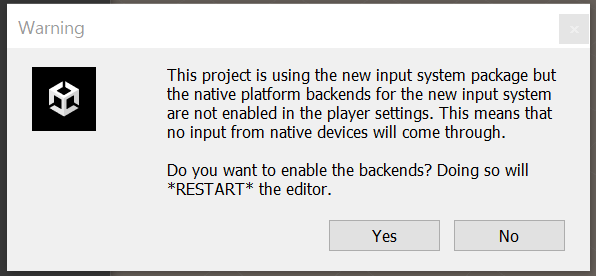 Warning
x
This project is using the new input system package but
the native platform backends for the new input system
are not enabled in the player settings. This means that
no input from native devices will come through.
Do you want to enable the backends? Doing so will
*RESTART* the editor.
Yes
No